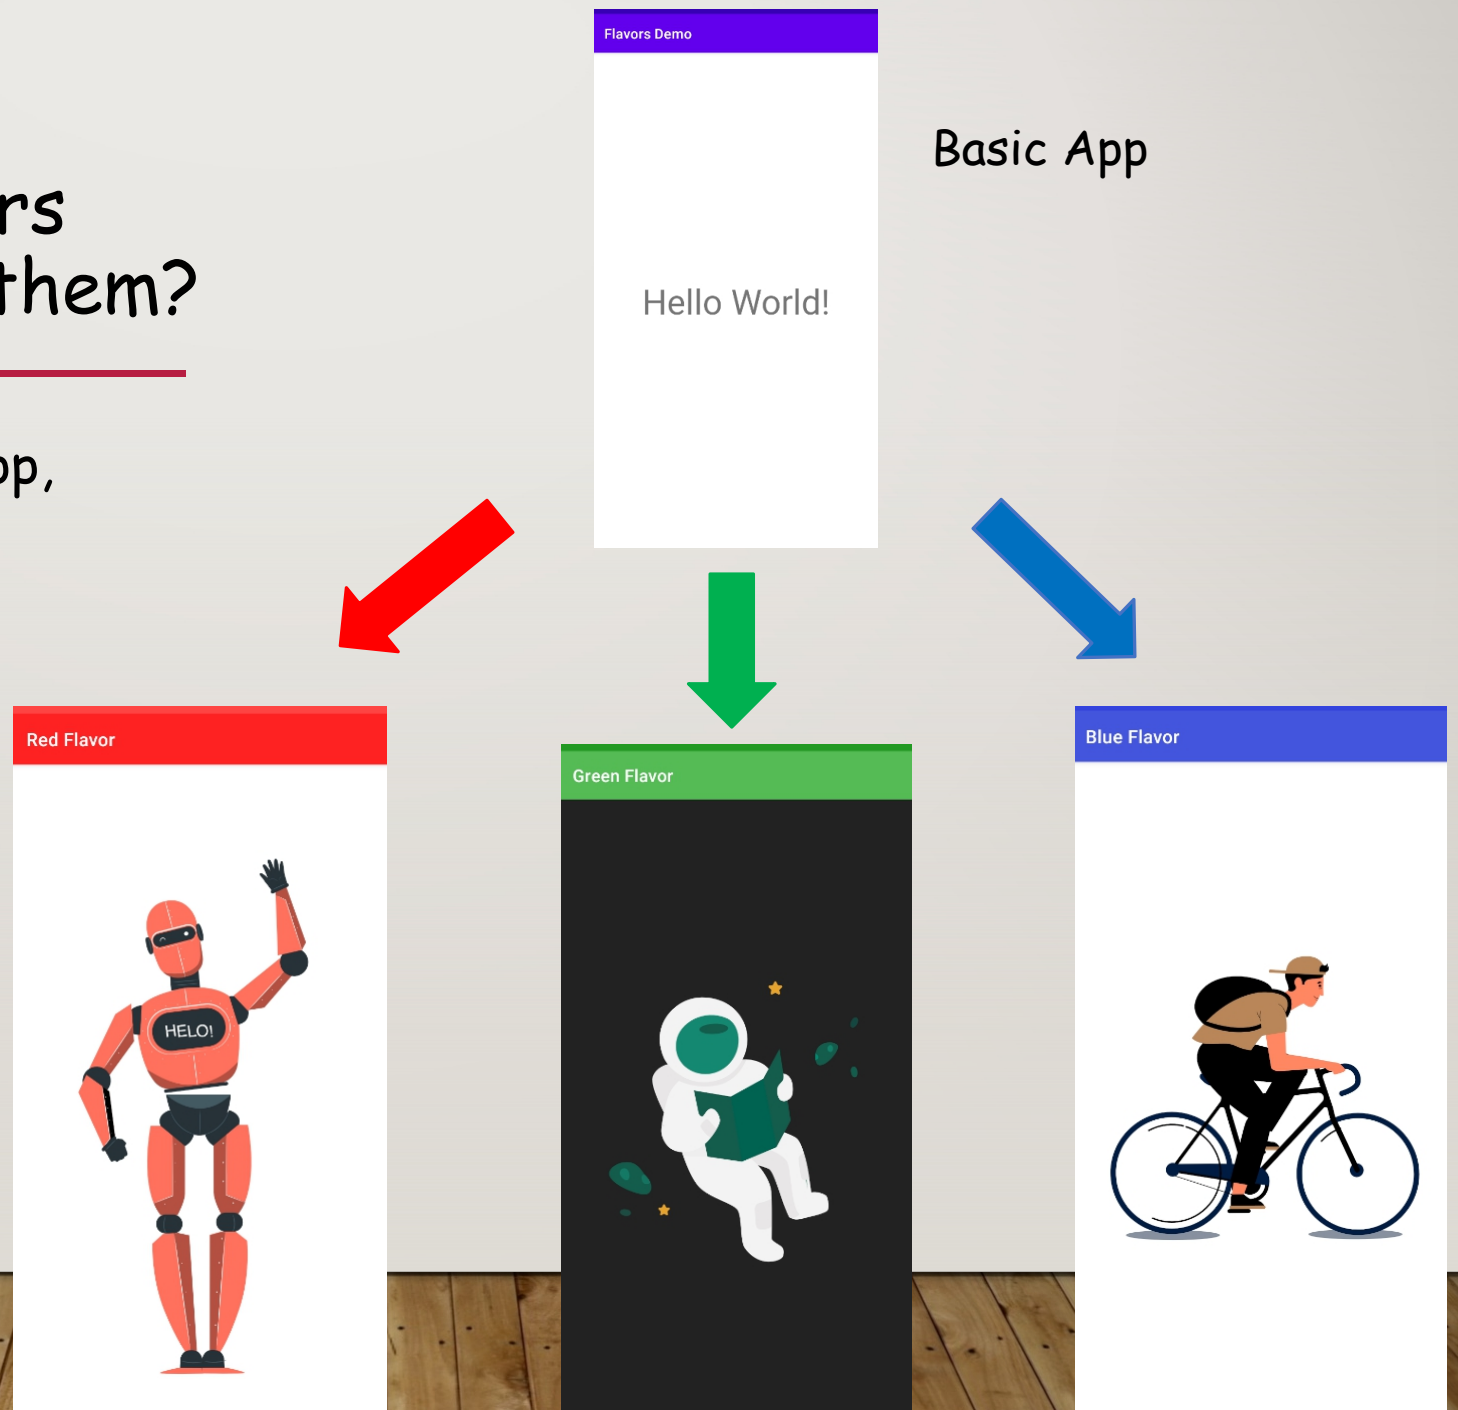 Flavors Demo
Basic App
rs
them?
Hello World!
pp,
Red Flavor
Green Flavor
Blue Flavor
HELO!